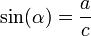 sin(α) = a/c